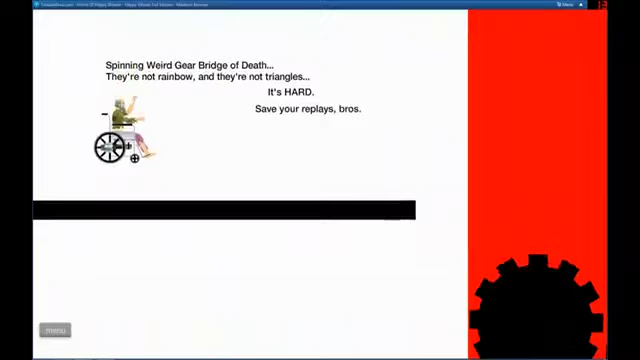 Menu
Spinning Weird Gear Bridge of Death...
They're not rainbow, and they're not triangles...
It's HARD.
Save your replays, bros.
menu